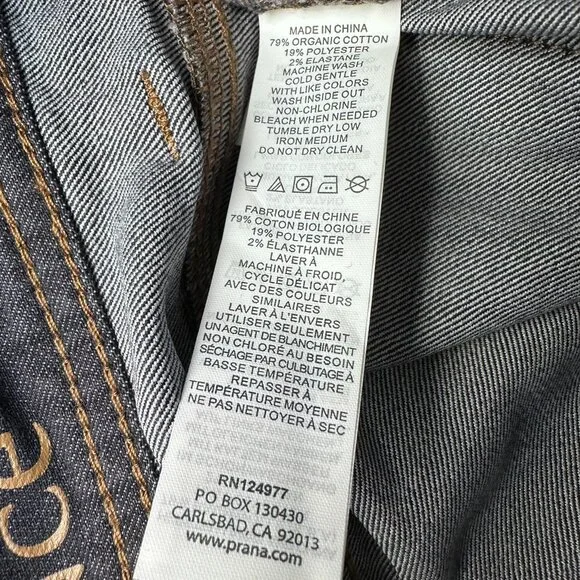 MADE IN CHINA
79% ORGANIC COTTON
19% POLYESTER
2% ELASTANE
MACHINE WASH
COLD GENTLE
WITH LIKE COLORS
WASH INSIDE OUT
NON-CHLORINE
BLEACH WHEN NEEDED
TUMBLE DRY LOW
IRON MEDIUM
DO NOT DRY CLEAN
FABRIQUÉ EN CHINE
79% COTON BIOLOGIQUE
19% POLYESTER
2% ÉLASTHANNE
LAVER À
MACHINE À FROID,
CYCLE DÉLICAT
AVEC DES COULEURS
SIMILAIRES
LAVER À L'ENVERS
UTILISER SEULEMENT
UN AGENT DE BLANCHIMENT
NON CHLORÉ AU BESOIN
SÉCHAGE PAR CULBUTAGE À
BASSE TEMPÉRATURE
REPASSER À
TEMPÉRATURE MOYENNE
NE PAS NETTOYER À SEC
RN124977
PO BOX 130430
CARLSBAD, CA 92013
www.prana.com